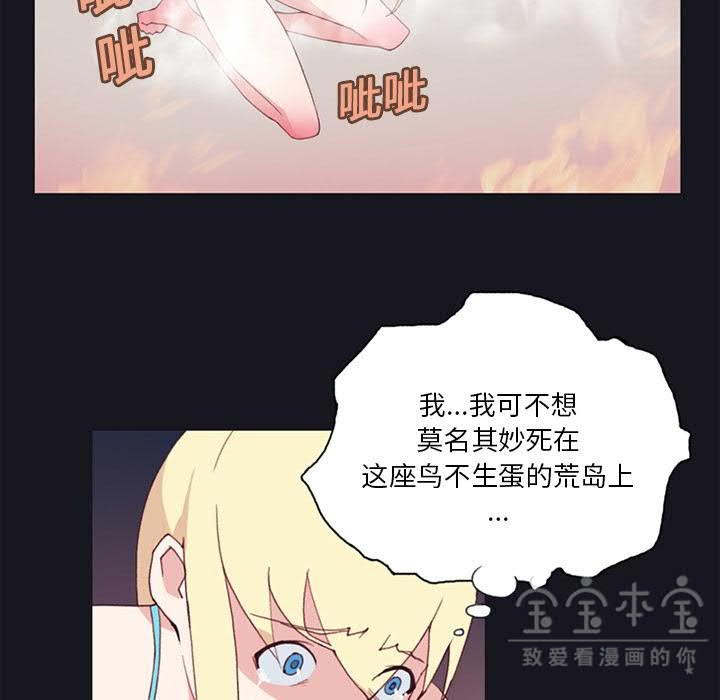 呲
呲
呲呲
我...我可不想
莫名其妙死在
这座鸟不生蛋的荒岛上
...
宝宝本宝
致爱看漫画的你